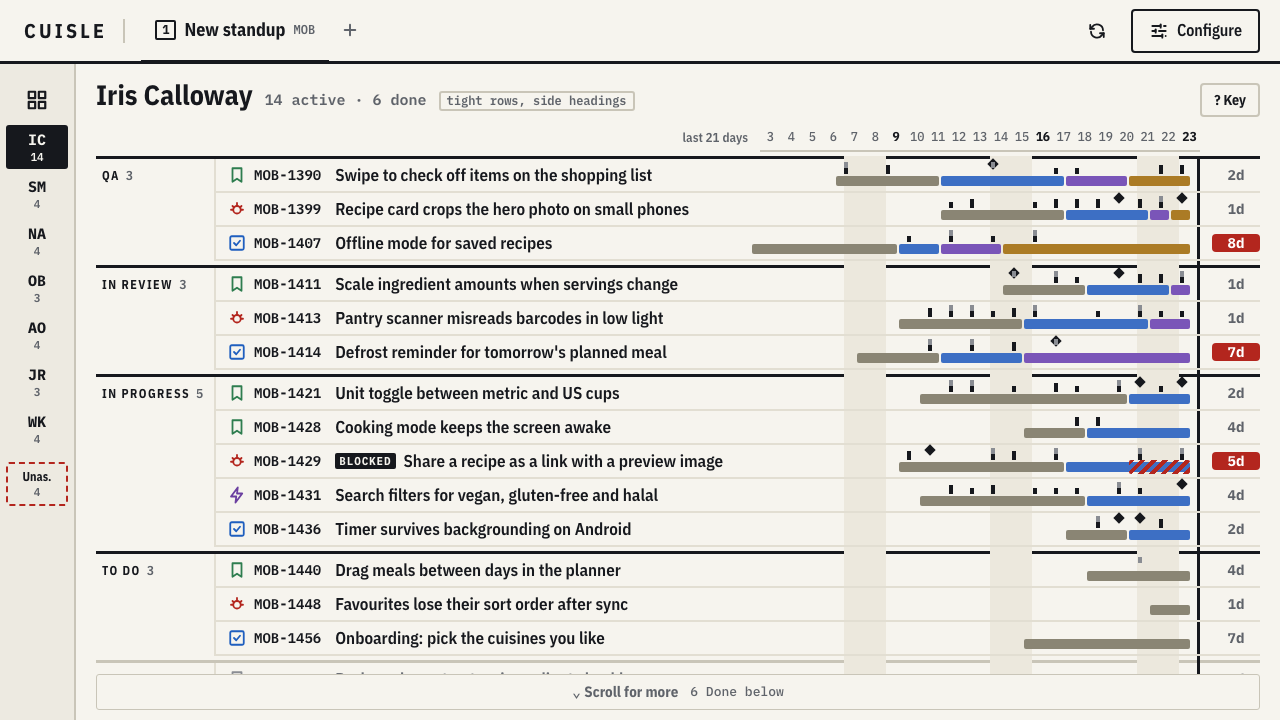 CUISLE
1 New standup MOB +
Configure
IC
14
SM
4
NA
4
OB
3
AO
4
JR
3
WK
4
Unas.
4
Iris Calloway 14 active · 6 done tight rows, side headings
? Key
last 21 days 3 4 5 6 7 8 9 10 11 12 13 14 15 16 17 18 19 20 21 22 23
QA 3
MOB-1390 Swipe to check off items on the shopping list 2d
MOB-1399 Recipe card crops the hero photo on small phones 1d
MOB-1407 Offline mode for saved recipes 8d
IN REVIEW 3
MOB-1411 Scale ingredient amounts when servings change 1d
MOB-1413 Pantry scanner misreads barcodes in low light 1d
MOB-1414 Defrost reminder for tomorrow's planned meal 7d
IN PROGRESS 5
MOB-1421 Unit toggle between metric and US cups 2d
MOB-1428 Cooking mode keeps the screen awake 4d
MOB-1429 BLOCKED Share a recipe as a link with a preview image 5d
MOB-1431 Search filters for vegan, gluten-free and halal 4d
MOB-1436 Timer survives backgrounding on Android 2d
TO DO 3
MOB-1440 Drag meals between days in the planner 4d
MOB-1448 Favourites lose their sort order after sync 1d
MOB-1456 Onboarding: pick the cuisines you like 7d
Scroll for more 6 Done below